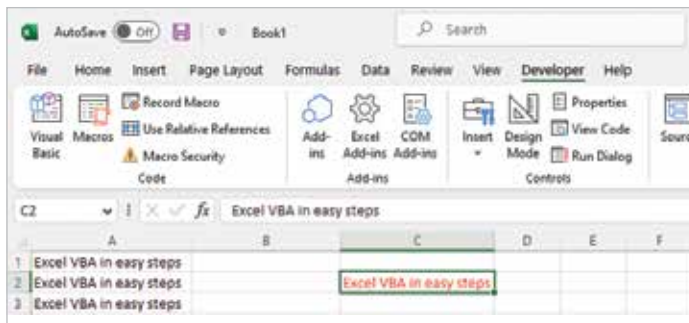 AutoSave Off Book1 Search
File Home Insert Page Layout Formulas Data Review View Developer Help
Visual Basic
Macros
Record Macro
Use Relative References
Macro Security
Code
Add-ins
Excel Add-ins
COM Add-ins
Add-ins
Insert
Design Mode
Properties
View Code
Run Dialog
Controls
Sourc
C2 fx Excel VBA in easy steps
A B C D E F
1 Excel VBA in easy steps
2 Excel VBA in easy steps Excel VBA in easy steps
3 Excel VBA in easy steps